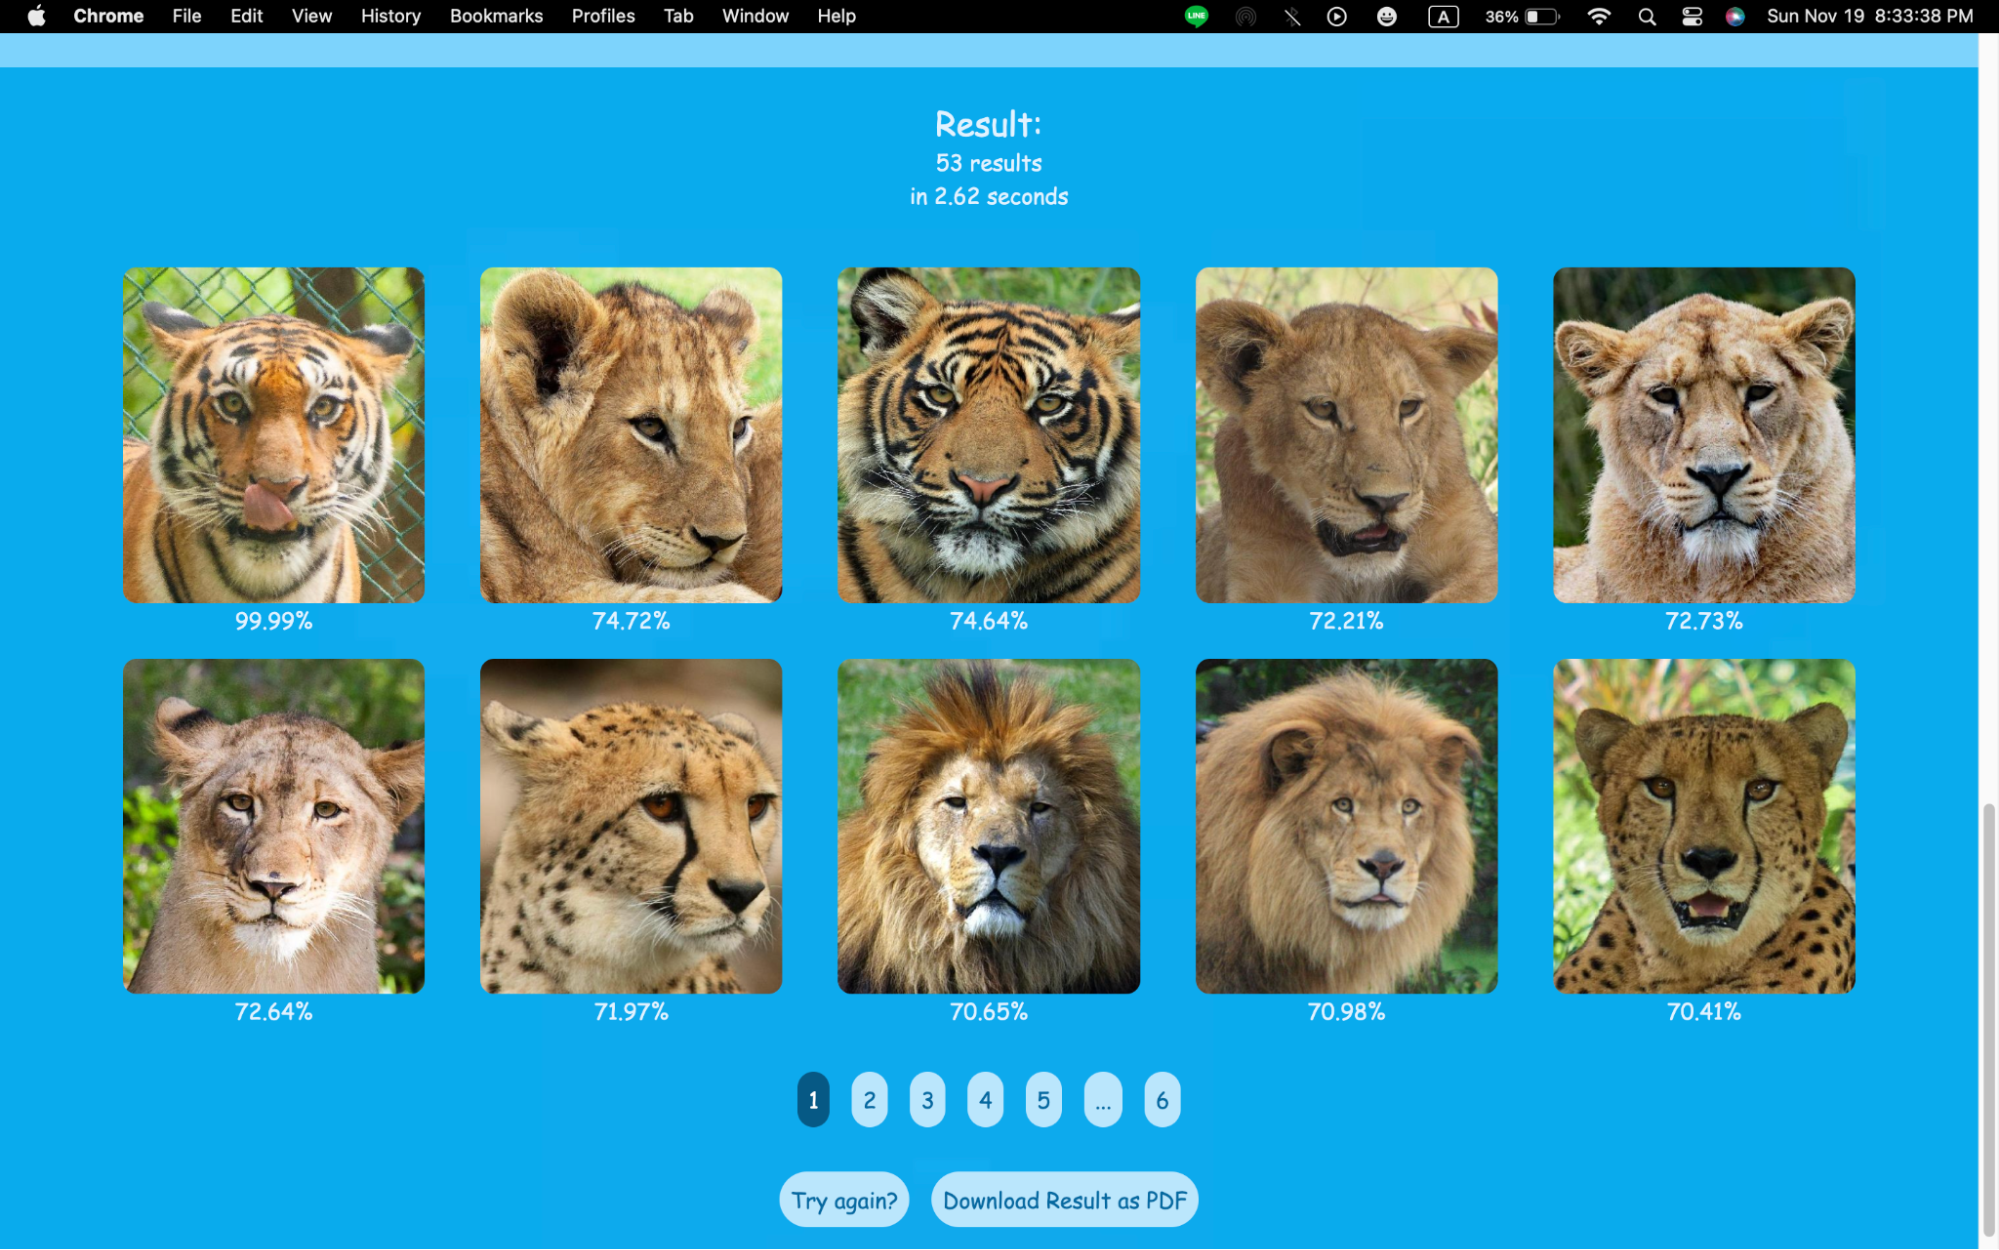 Chrome File Edit View History Bookmarks Profiles Tab Window Help LINE A 36% Sun Nov 19 8:33:38 PM
Result:
53 results
in 2.62 seconds
99.99% 74.72% 74.64% 72.21% 72.73%
72.64% 71.97% 70.65% 70.98% 70.41%
1 2 3 4 5 ... 6
Try again? Download Result as PDF